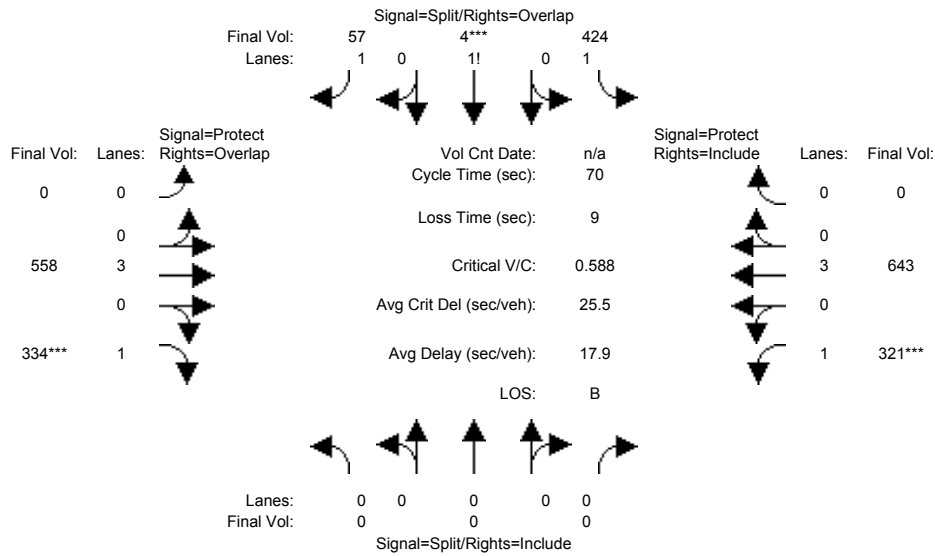 Signal=Split/Rights=Overlap
Final Vol: 57 4*** 424
Lanes: 1 0 1! 0 1
Signal=Protect
Final Vol: Lanes: Rights=Overlap
Vol Cnt Date: n/a
Signal=Protect
Rights=Include Lanes: Final Vol:
Cycle Time (sec): 70
0 0
0 0
Loss Time (sec): 9
0
0
558 3
Critical V/C: 0.588
3 643
0
Avg Crit Del (sec/veh): 25.5
0
334*** 1
Avg Delay (sec/veh): 17.9
1 321***
LOS: B
Lanes: 0 0 0 0 0
Final Vol: 0 0 0
Signal=Split/Rights=Include